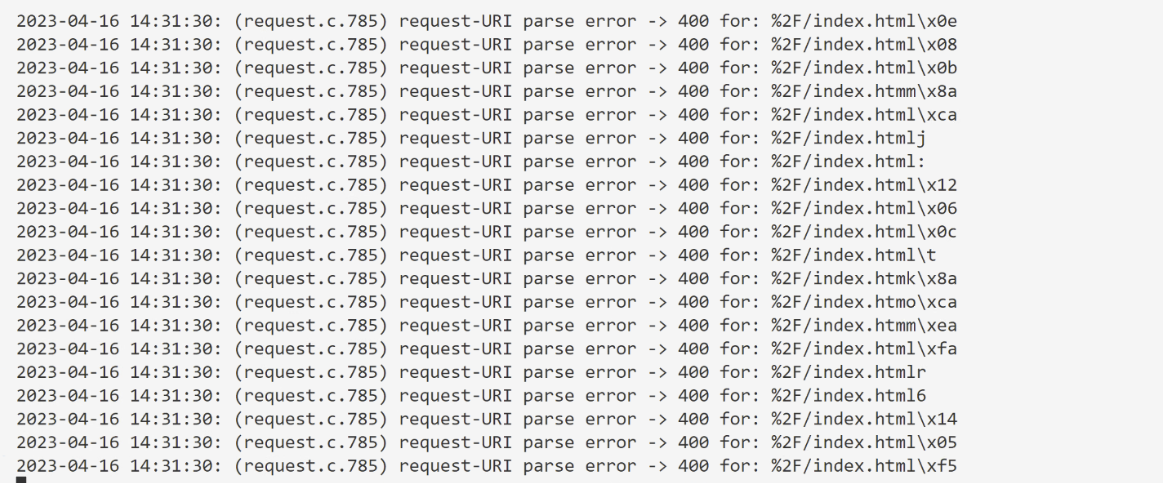 2023-04-16 14:31:30: (request.c.785) request-URI parse error -> 400 for: %2F/index.html\x0e
2023-04-16 14:31:30: (request.c.785) request-URI parse error -> 400 for: %2F/index.html\x08
2023-04-16 14:31:30: (request.c.785) request-URI parse error -> 400 for: %2F/index.html\x0b
2023-04-16 14:31:30: (request.c.785) request-URI parse error -> 400 for: %2F/index.htmm\x8a
2023-04-16 14:31:30: (request.c.785) request-URI parse error -> 400 for: %2F/index.html\xca
2023-04-16 14:31:30: (request.c.785) request-URI parse error -> 400 for: %2F/index.htmlj
2023-04-16 14:31:30: (request.c.785) request-URI parse error -> 400 for: %2F/index.html:
2023-04-16 14:31:30: (request.c.785) request-URI parse error -> 400 for: %2F/index.html\x12
2023-04-16 14:31:30: (request.c.785) request-URI parse error -> 400 for: %2F/index.html\x06
2023-04-16 14:31:30: (request.c.785) request-URI parse error -> 400 for: %2F/index.html\x0c
2023-04-16 14:31:30: (request.c.785) request-URI parse error -> 400 for: %2F/index.html\t
2023-04-16 14:31:30: (request.c.785) request-URI parse error -> 400 for: %2F/index.htmk\x8a
2023-04-16 14:31:30: (request.c.785) request-URI parse error -> 400 for: %2F/index.htmo\xca
2023-04-16 14:31:30: (request.c.785) request-URI parse error -> 400 for: %2F/index.htmm\xea
2023-04-16 14:31:30: (request.c.785) request-URI parse error -> 400 for: %2F/index.html\xfa
2023-04-16 14:31:30: (request.c.785) request-URI parse error -> 400 for: %2F/index.htmlr
2023-04-16 14:31:30: (request.c.785) request-URI parse error -> 400 for: %2F/index.html6
2023-04-16 14:31:30: (request.c.785) request-URI parse error -> 400 for: %2F/index.html\x14
2023-04-16 14:31:30: (request.c.785) request-URI parse error -> 400 for: %2F/index.html\x05
2023-04-16 14:31:30: (request.c.785) request-URI parse error -> 400 for: %2F/index.html\xf5